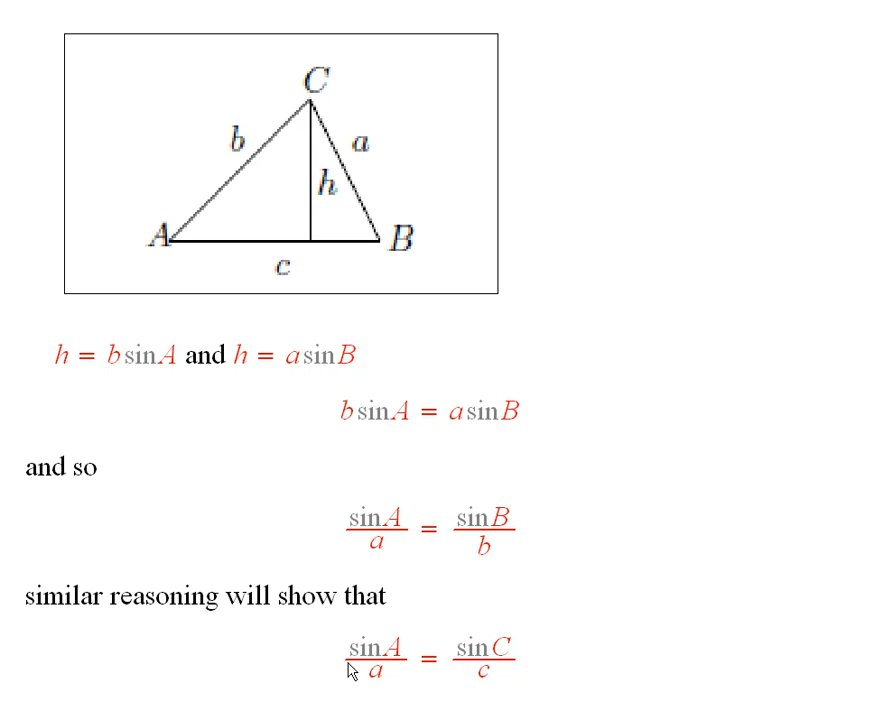 C
b
a
h
A
B
c
h = b sin A and h = a sin B
b sin A = a sin B
and so
sin A / a = sin B / b
similar reasoning will show that
sin A / a = sin C / c